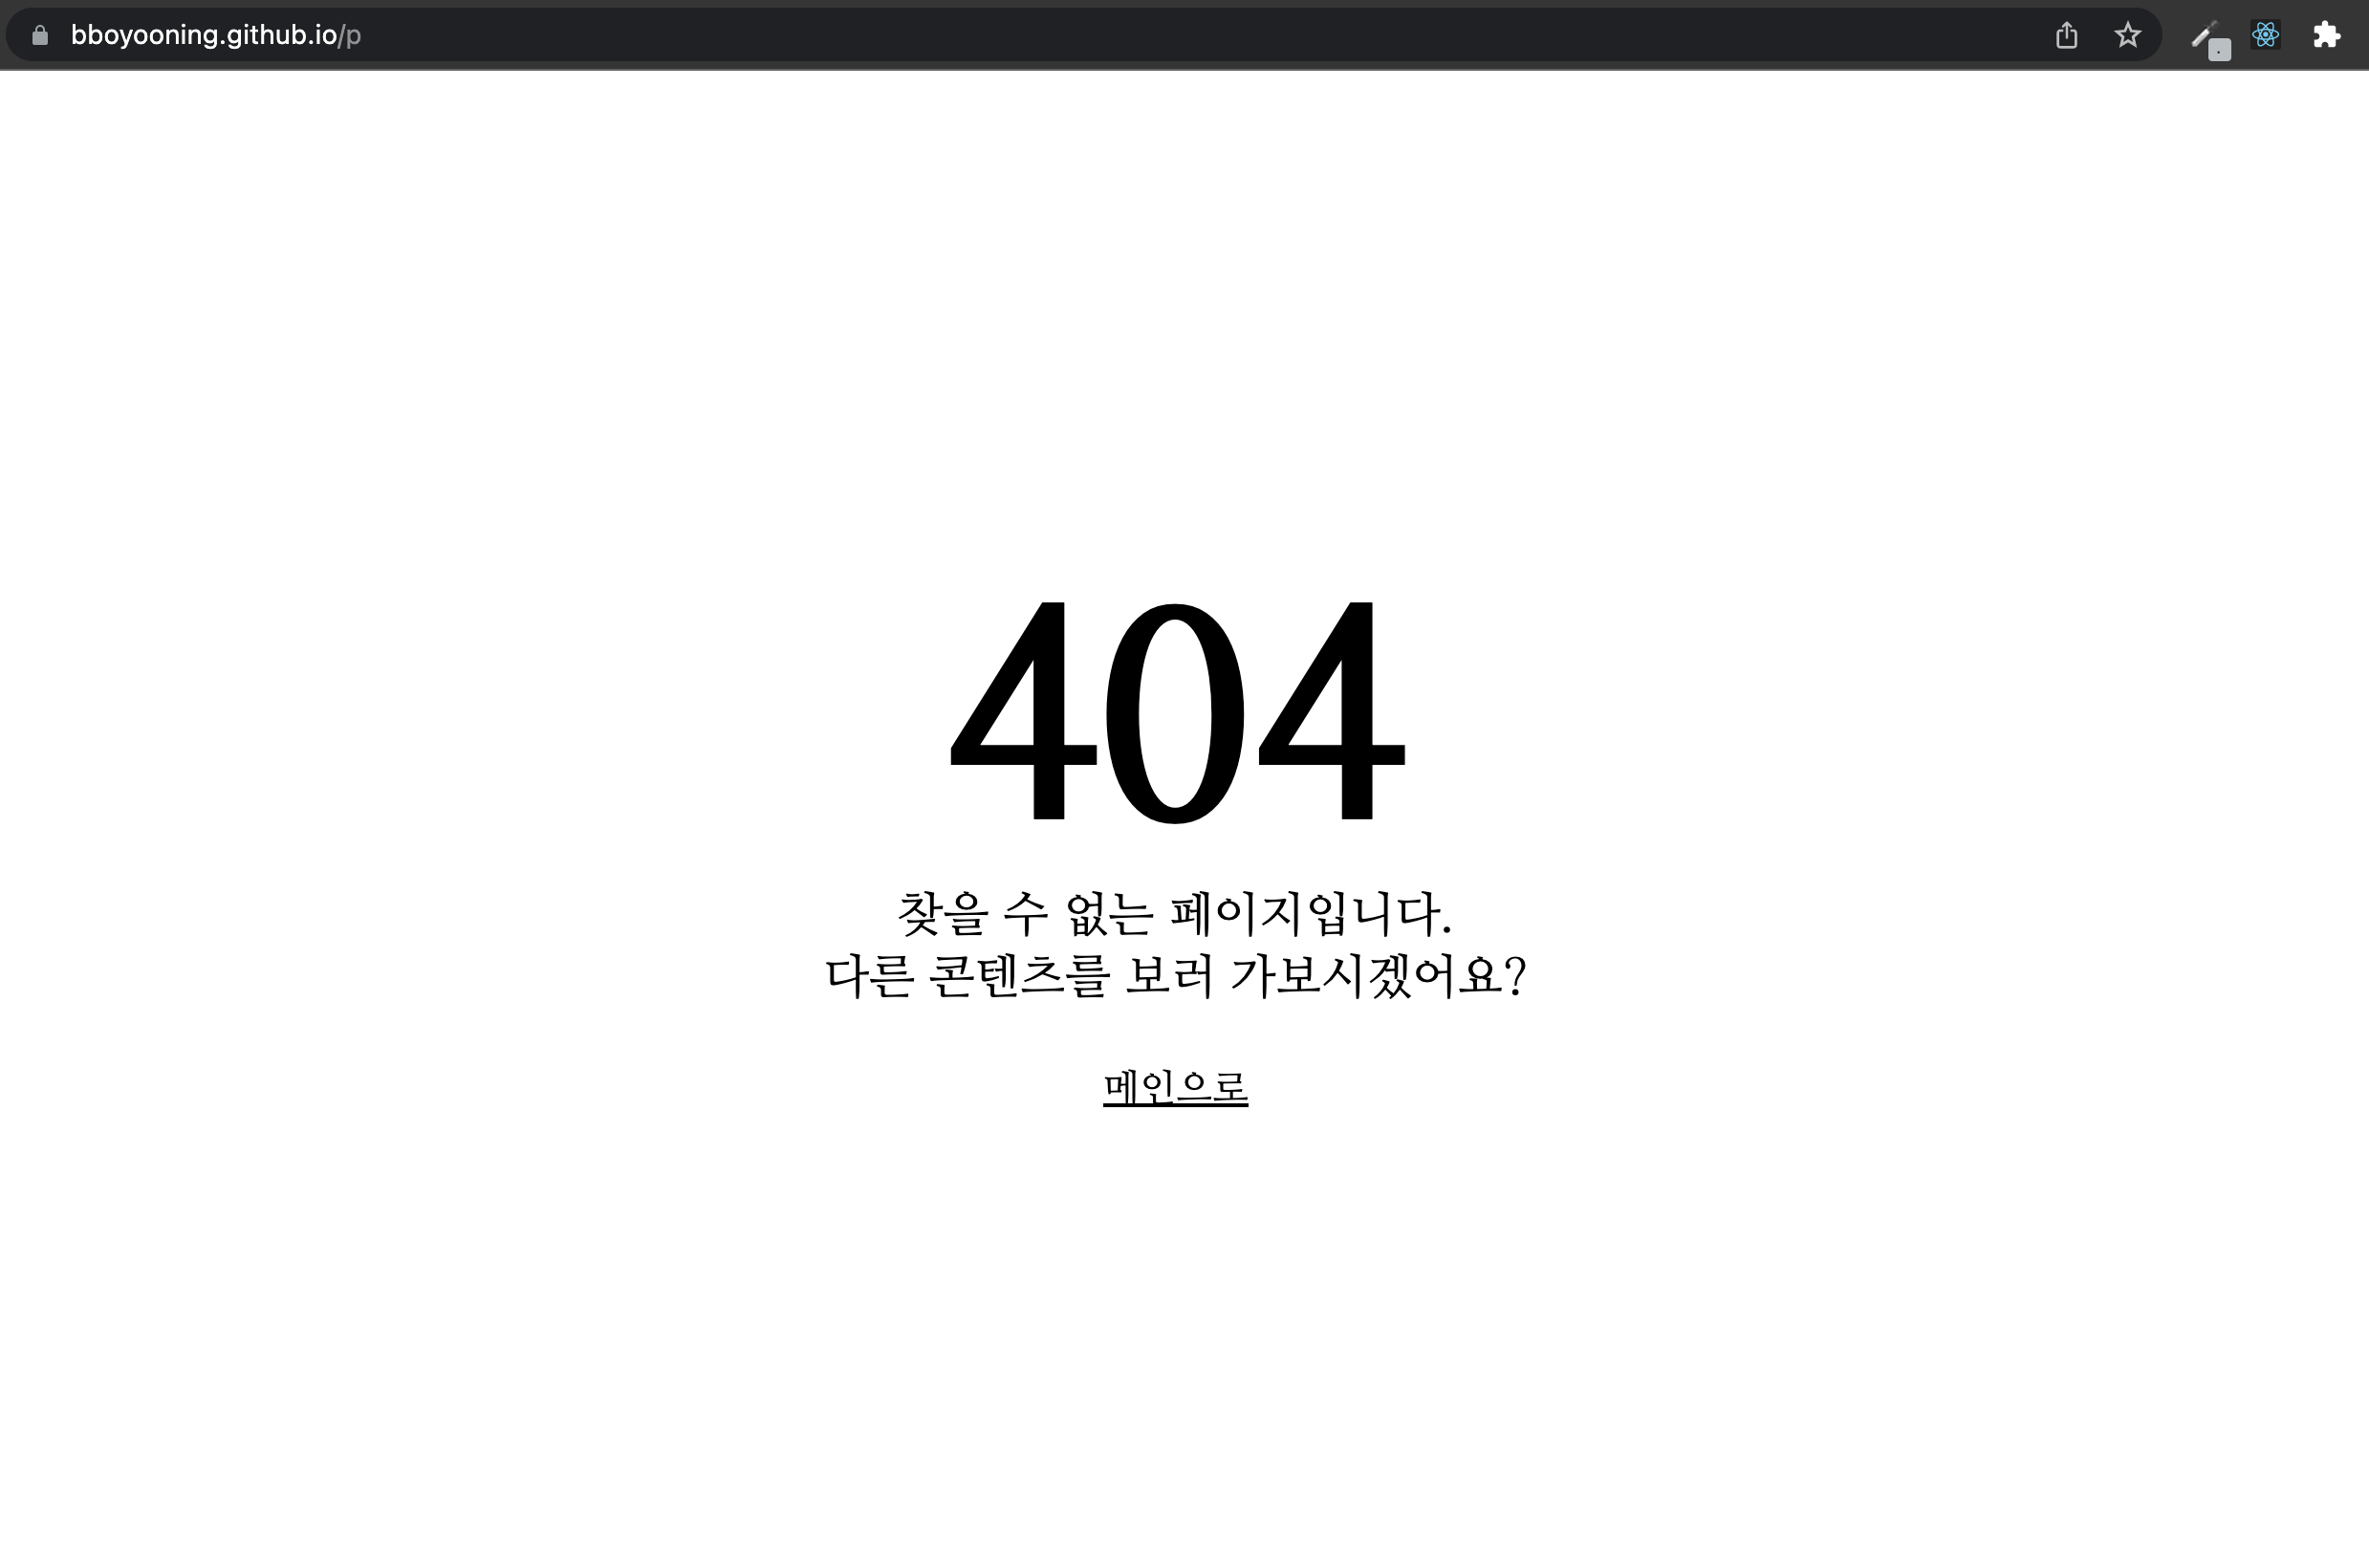 bboyooning.github.io/p
404
찾을 수 없는 페이지입니다.
다른 콘텐츠를 보러 가보시겠어요?
메인으로